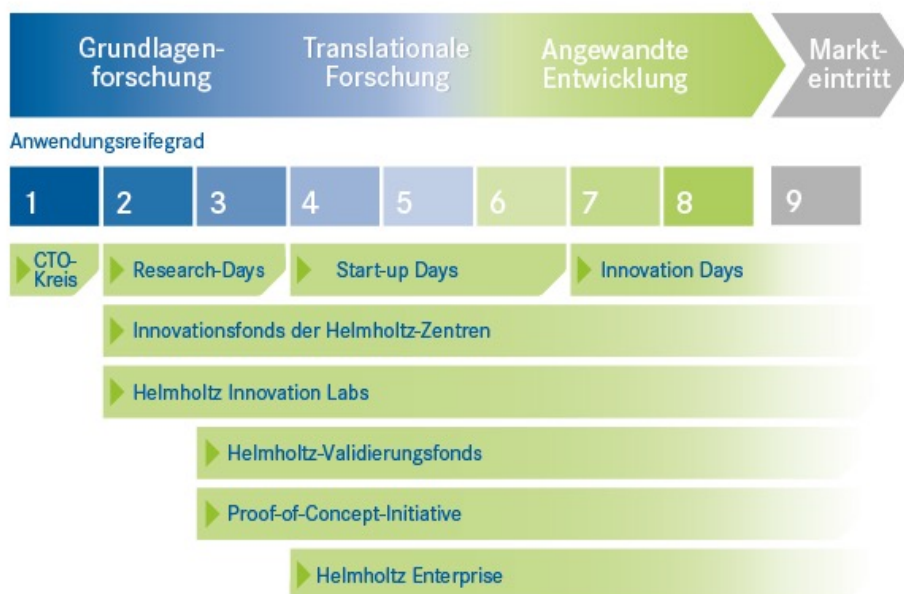 Grundlagen-
forschung
Translationale
Forschung
Angewandte
Entwicklung
Markt-
eintritt
Anwendungsreifegrad
1 2 3 4 5 6 7 8 9
CTO-
Kreis
Research-Days
Start-up Days
Innovation Days
Innovationsfonds der Helmholtz-Zentren
Helmholtz Innovation Labs
Helmholtz-Validierungsfonds
Proof-of-Concept-Initiative
Helmholtz Enterprise